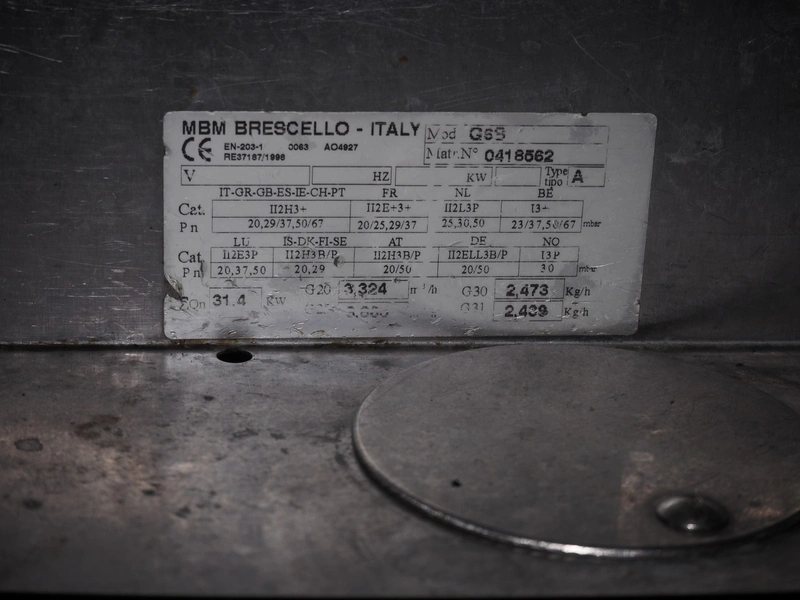 MBM BRESCELLO - ITALY
Mod G6S
CE EN-203-1 0063 AO4927
RE37187/1998
Matr.N° 0418562
V HZ KW Type tipo A
IT-GR-GB-ES-IE-CH-PT FR NL BE
Cat. II2H3+ II2E+3+ II2L3P I3+
Pn 20,29/37,50/67 20/25,29/37 25,30,50 23/37,50/67 mbar
LU IS-DK-FI-SE AT DE NO
Cat II2E3P II2H3B/P II2H3B/P II2ELL3B/P I3P
Pn 20,37,50 20,29 20/50 20/50 30 mbar
ΣQn 31.4 KW G20 3,324 m³/h G30 2,473 Kg/h
G31 2,439 Kg/h